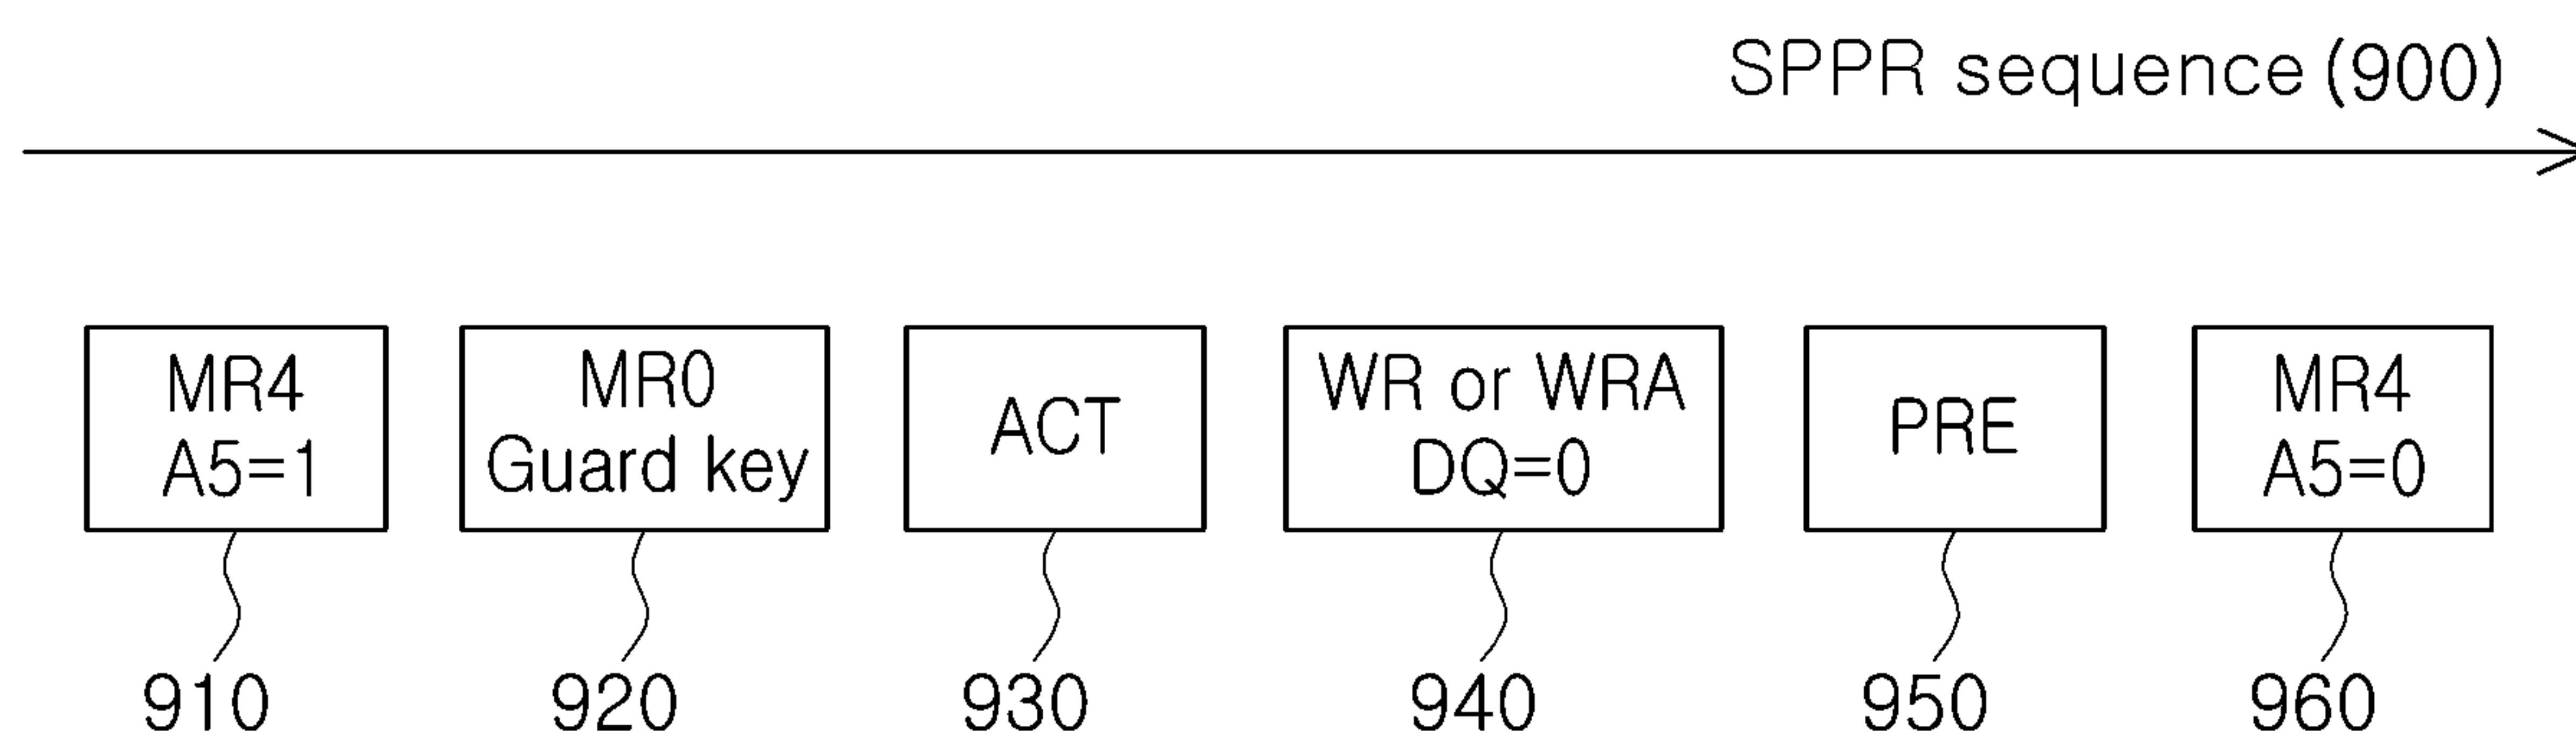 SPPR sequence (900)
MR4
A5=1
MR0
Guard key
ACT
WR or WRA
DQ=0
PRE
MR4
A5=0
910
920
930
940
950
960